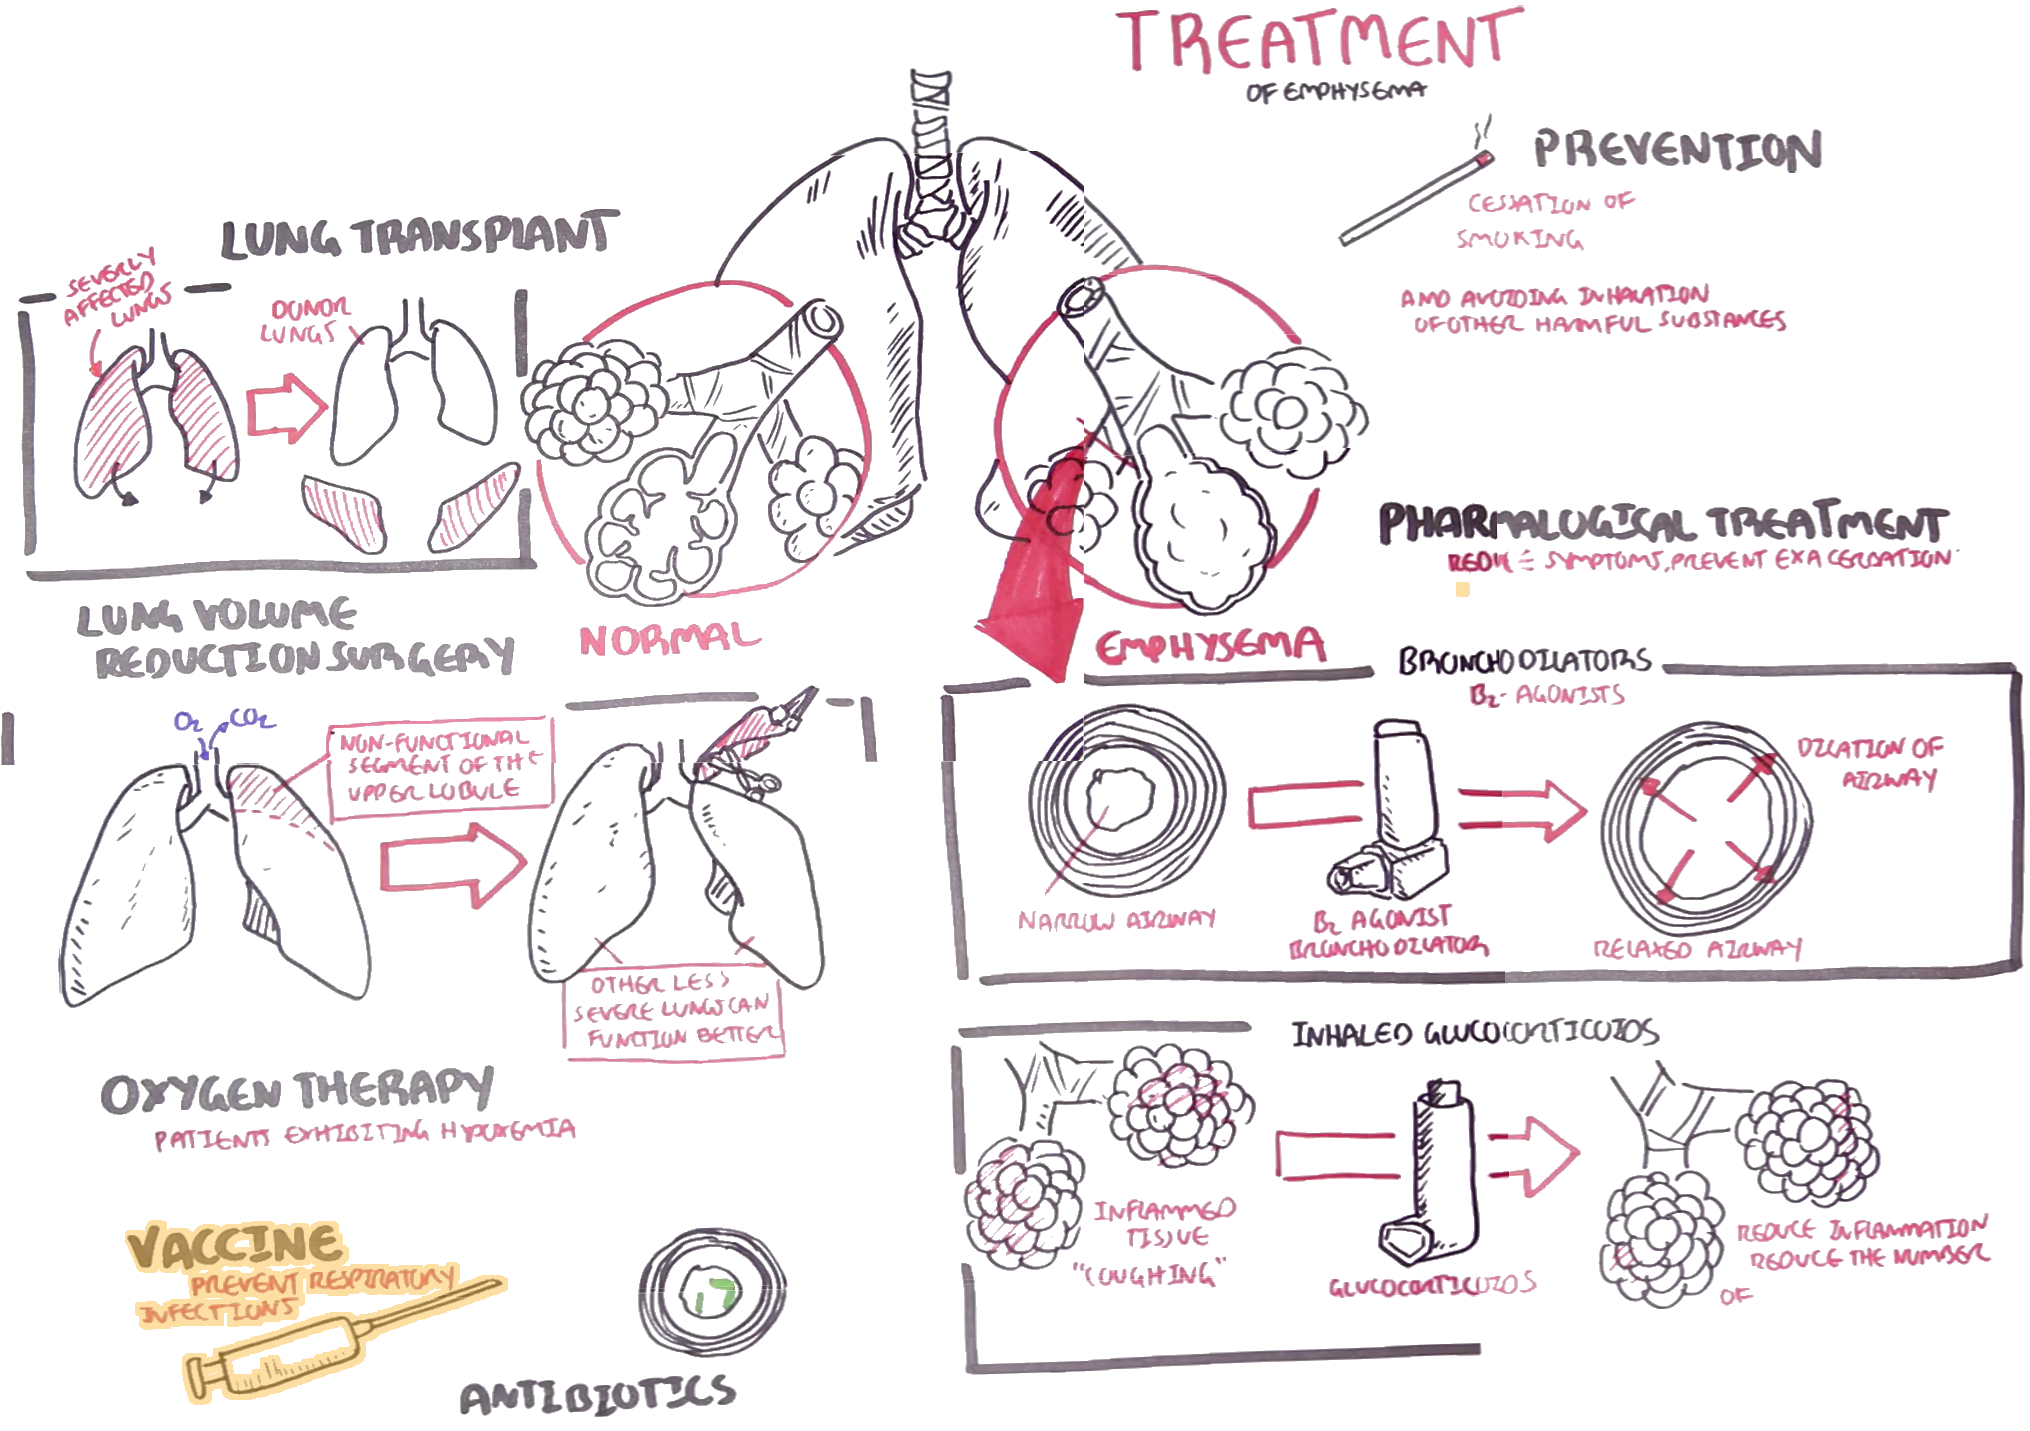 TREATMENT
OF EMPHYSEMA
PREVENTION
CESSATION OF
SMOKING
AND AVOIDING INHALATION
OF OTHER HARMFUL SUBSTANCES
LUNG TRANSPLANT
SEVERLY
AFFECTED
LUNGS
DONOR
LUNGS
NORMAL
EMPHYSEMA
PHARMALOGICAL TREATMENT
SYMPTOMS, PREVENT EXACERBATION
LUNG VOLUME
REDUCTION SURGERY
O₂
CO₂
NON-FUNCTIONAL
SEGMENT OF THE
UPPER LOBULE
OTHER LESS
SEVERE LUNGS CAN
FUNCTION BETTER
BRONCHODILATORS
B₂- AGONISTS
NARROW AIRWAY
B₂ AGONIST
BRONCHODILATOR
DILATION OF
AIRWAY
RELAXED AIRWAY
INHALED GLUCOCORTICOIDS
INFLAMMED
TISSUE
"COUGHING"
GLUCOCORTICOIDS
REDUCE INFLAMMATION
REDUCE THE NUMBER
OF
OXYGEN THERAPY
PATIENTS EXHIBITING HYPOXEMIA
VACCINE
PREVENT RESPIRATORY
INFECTIONS
ANTIBIOTICS